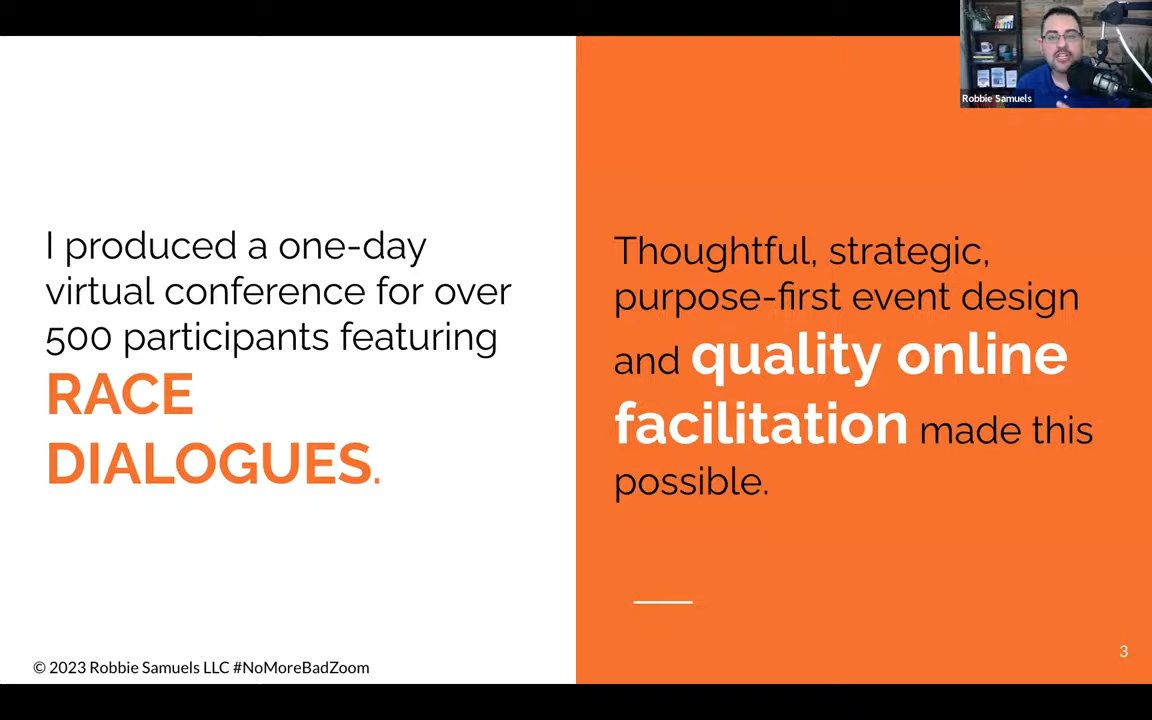 Robbie Samuels
I produced a one-day
virtual conference for over
500 participants featuring
RACE
DIALOGUES.
Thoughtful, strategic,
purpose-first event design
and quality online
facilitation made this
possible.
© 2023 Robbie Samuels LLC #NoMoreBadZoom
3